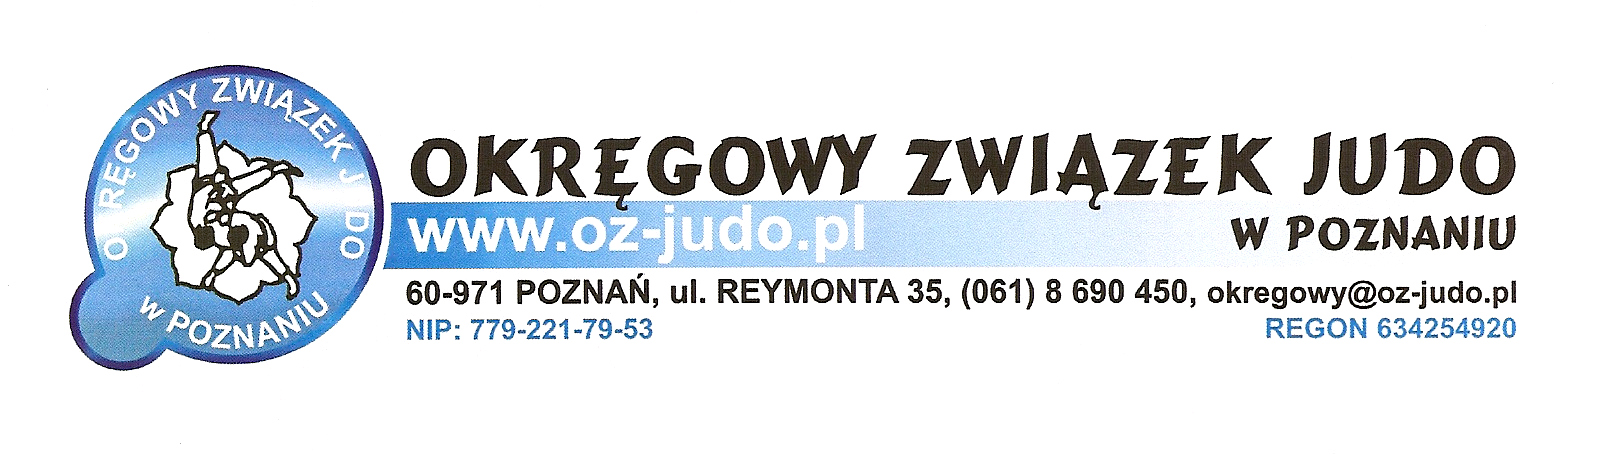 OKRĘGOWY ZWIĄZEK JUDO
w POZNANIU
OKRĘGOWY ZWIĄZEK JUDO
www.oz-judo.pl
W POZNANIU
60-971 POZNAŃ, ul. REYMONTA 35, (061) 8 690 450, okregowy@oz-judo.pl
NIP: 779-221-79-53
REGON 634254920